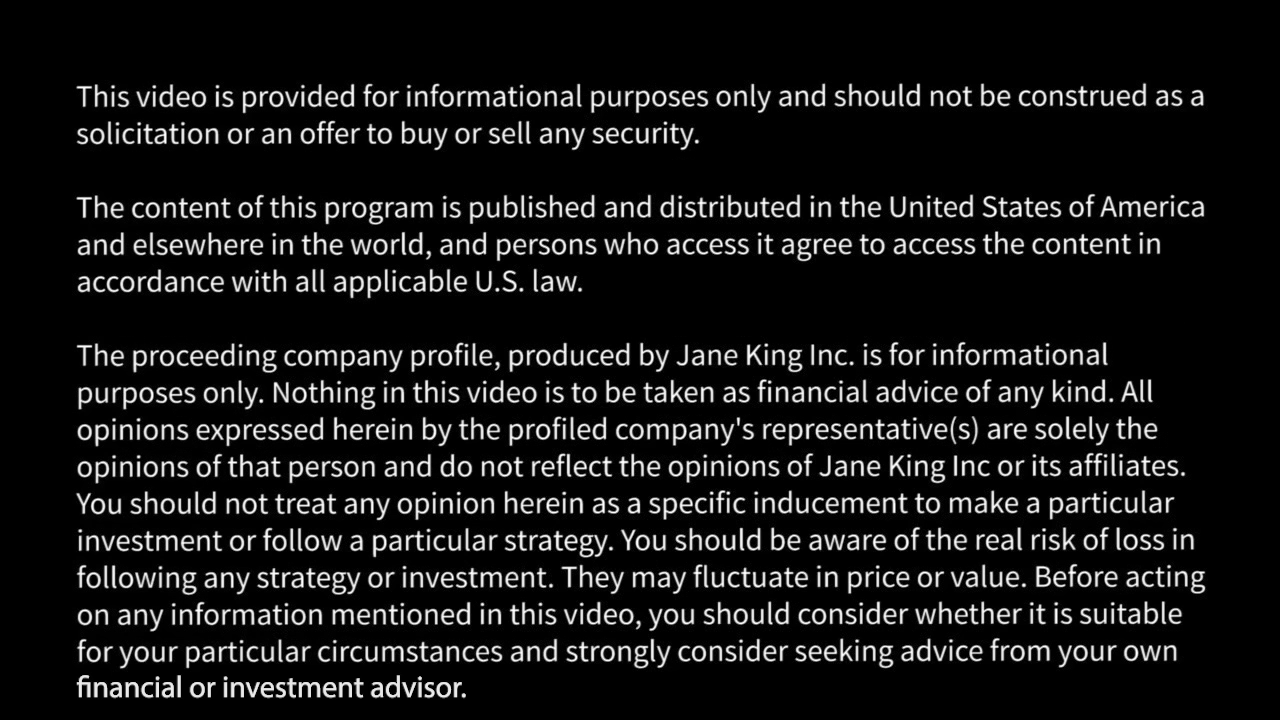 This video is provided for informational purposes only and should not be construed as a
solicitation or an offer to buy or sell any security.
The content of this program is published and distributed in the United States of America
and elsewhere in the world, and persons who access it agree to access the content in
accordance with all applicable U.S. law.
The proceeding company profile, produced by Jane King Inc. is for informational
purposes only. Nothing in this video is to be taken as financial advice of any kind. All
opinions expressed herein by the profiled company's representative(s) are solely the
opinions of that person and do not reflect the opinions of Jane King Inc or its affiliates.
You should not treat any opinion herein as a specific inducement to make a particular
investment or follow a particular strategy. You should be aware of the real risk of loss in
following any strategy or investment. They may fluctuate in price or value. Before acting
on any information mentioned in this video, you should consider whether it is suitable
for your particular circumstances and strongly consider seeking advice from your own
financial or investment advisor.